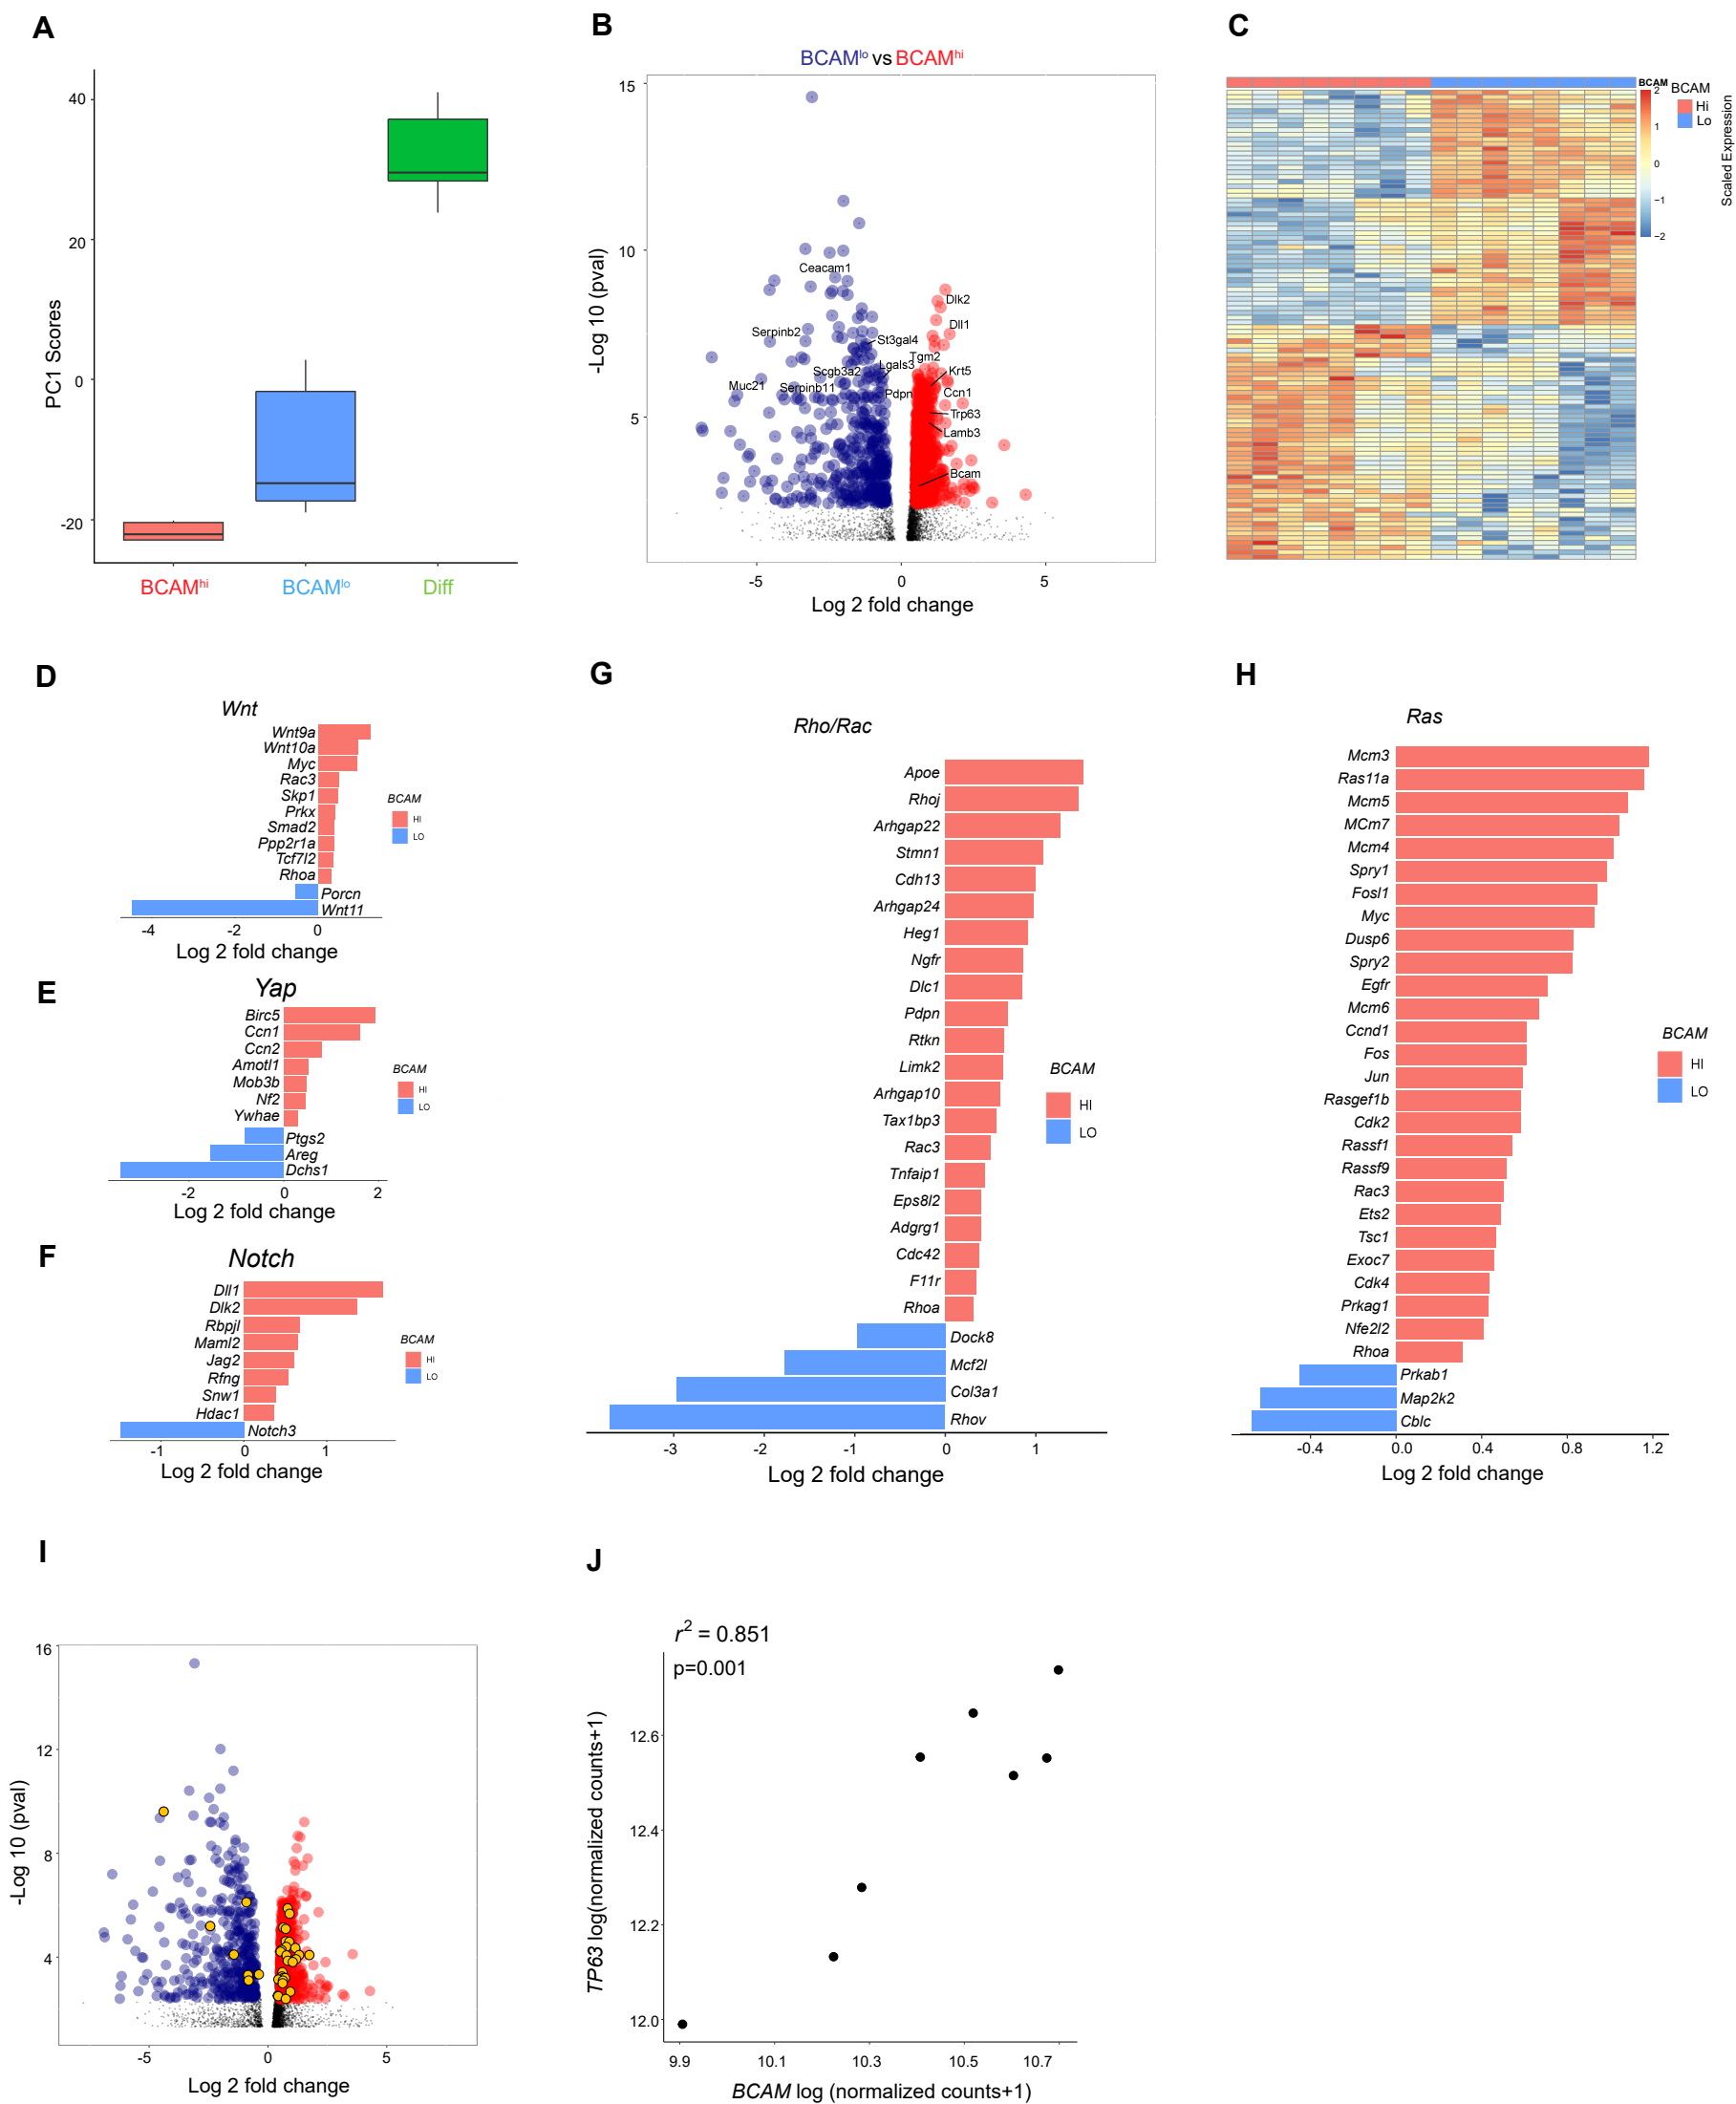 A
40
20
0
-20
PC1 Scores
BCAMhi
BCAMlo
Diff
B
BCAMlo vs BCAMhi
15
10
5
-Log 10 (pval)
Ceacam1
Dlk2
Dll1
Serpinb2
St3gal4
Tgm2
Lgals3
Scgb3a2
Krt5
Muc21
Serpinb11
Pdpn
Ccn1
Trp63
Lamb3
Bcam
-5
0
5
Log 2 fold change
C
BCAM
2
1
0
−1
−2
BCAM
Hi
Lo
Scaled Expression
D
Wnt
Wnt9a
Wnt10a
Myc
Rac3
Skp1
Prkx
Smad2
Ppp2r1a
Tcf7l2
Rhoa
Porcn
Wnt11
BCAM
HI
LO
-4
-2
0
Log 2 fold change
E
Yap
Birc5
Ccn1
Ccn2
Amotl1
Mob3b
Nf2
Ywhae
Ptgs2
Areg
Dchs1
BCAM
HI
LO
-2
0
2
Log 2 fold change
F
Notch
Dll1
Dlk2
Rbpjl
Maml2
Jag2
Rfng
Snw1
Hdac1
Notch3
BCAM
HI
LO
-1
0
1
Log 2 fold change
G
Rho/Rac
Apoe
Rhoj
Arhgap22
Stmn1
Cdh13
Arhgap24
Heg1
Ngfr
Dlc1
Pdpn
Rtkn
Limk2
Arhgap10
Tax1bp3
Rac3
Tnfaip1
Eps8l2
Adgrg1
Cdc42
F11r
Rhoa
Dock8
Mcf2l
Col3a1
Rhov
BCAM
HI
LO
-3
-2
-1
0
1
Log 2 fold change
H
Ras
Mcm3
Ras11a
Mcm5
MCm7
Mcm4
Spry1
Fosl1
Myc
Dusp6
Spry2
Egfr
Mcm6
Ccnd1
Fos
Jun
Rasgef1b
Cdk2
Rassf1
Rassf9
Rac3
Ets2
Tsc1
Exoc7
Cdk4
Prkag1
Nfe2l2
Rhoa
Prkab1
Map2k2
Cblc
BCAM
HI
LO
-0.4
0.0
0.4
0.8
1.2
Log 2 fold change
I
16
12
8
4
-Log 10 (pval)
-5
0
5
Log 2 fold change
J
r2 = 0.851
p=0.001
12.6
12.4
12.2
12.0
TP63 log(normalized counts+1)
9.9
10.1
10.3
10.5
10.7
BCAM log (normalized counts+1)